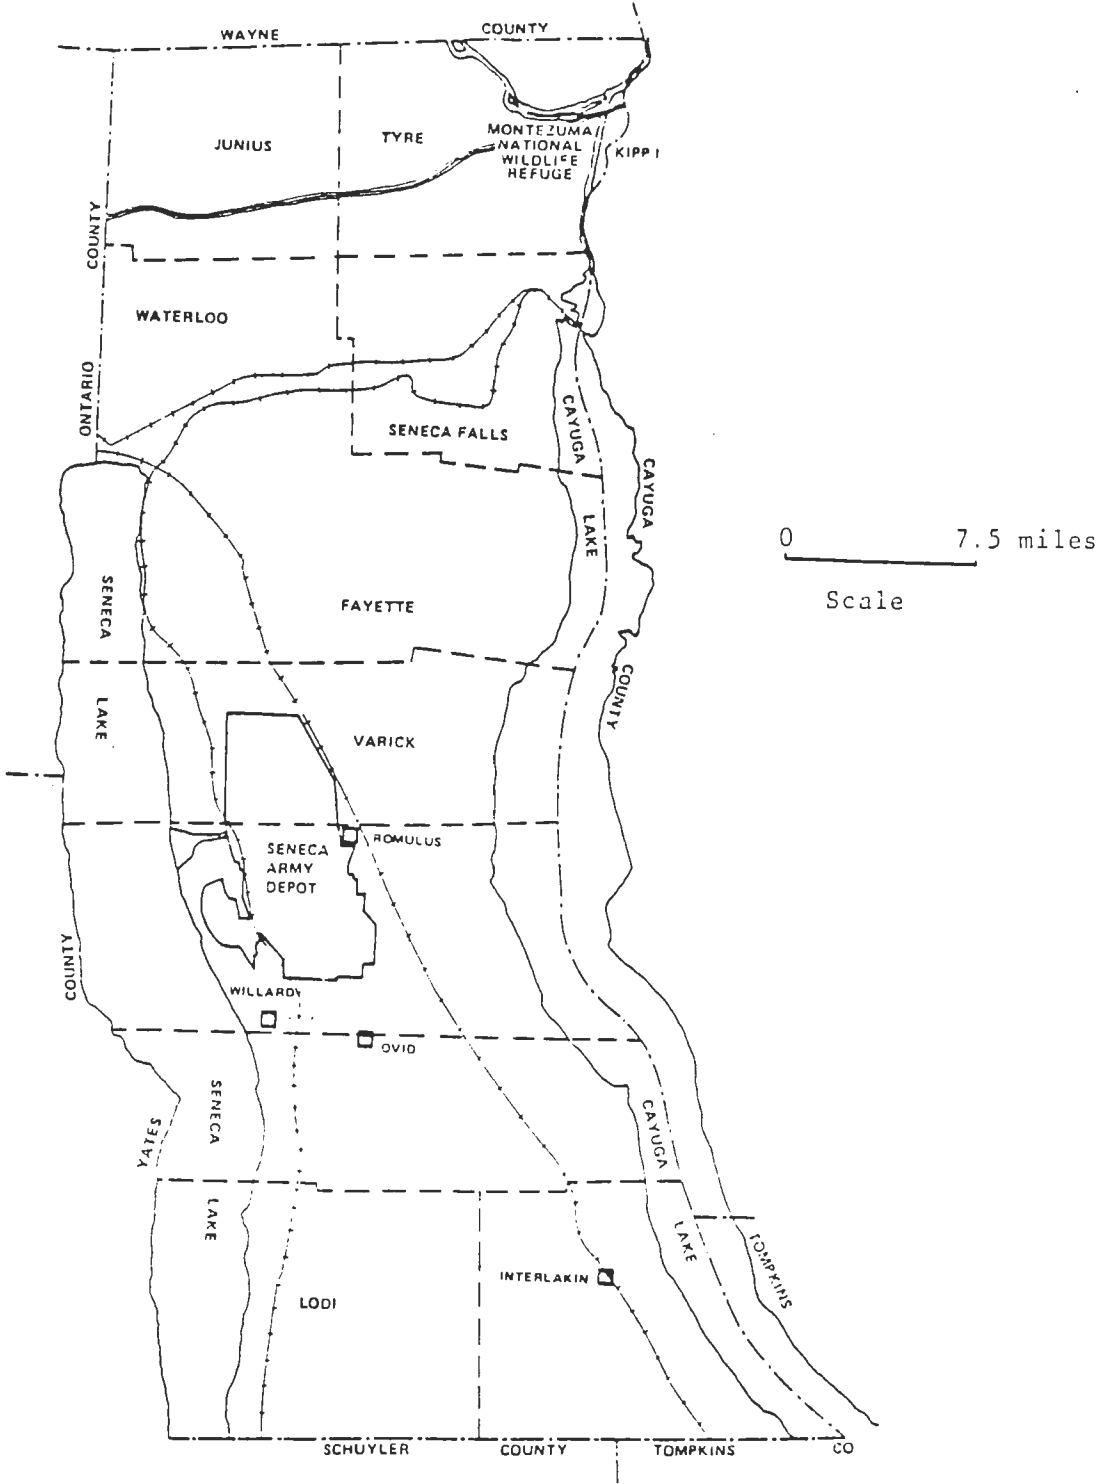 WAYNE COUNTY
JUNIUS
TYRE
MONTEZUMA
NATIONAL
WILDLIFE
REFUGE
COUNTY
WATERLOO
ONTARIO
SENECA FALLS
CAYUGA
CAYUGA
LAKE
0 7.5 miles
Scale
SENECA
FAYETTE
COUNTY
LAKE
VARICK
ROMULUS
SENECA
ARMY
DEPOT
COUNTY
WILLARD
OVID
SENECA
CAYUGA
YATES
LAKE
LAKE
TOMPKINS
INTERLAKIN
LODI
SCHUYLER COUNTY TOMPKINS CO